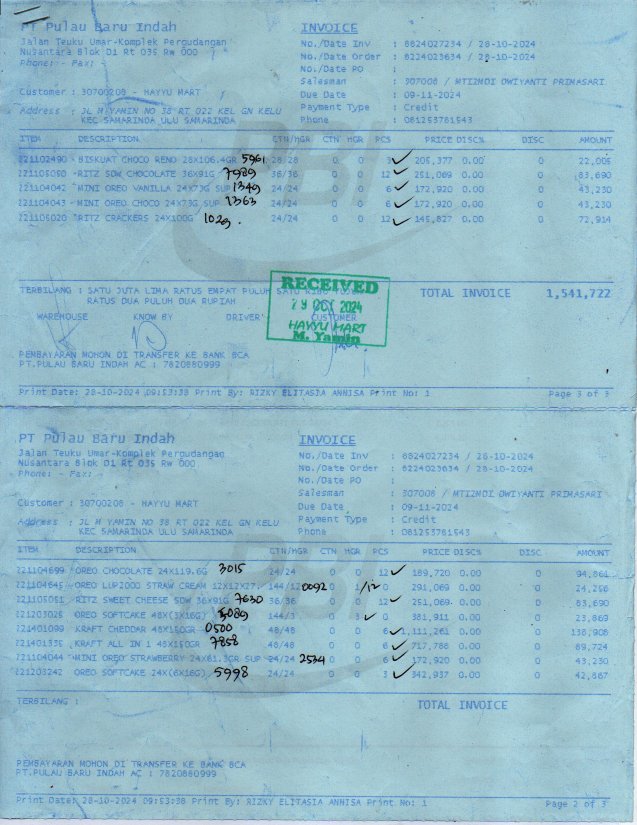 PT Pulau Baru Indah
Jalan Teuku Umar-Komplek Pergudangan
Nusantara Blok D1 Rt 035 Rw 000
Phone: - Fax: -
Customer : 30700208 - HAYYU MART
Address : JL M YAMIN NO 38 RT 022 KEL GN KELU
KEC SAMARINDA ULU SAMARINDA
INVOICE
No./Date Inv : 8824027234 / 28-10-2024
No./Date Order : 8224023634 / 28-10-2024
No./Date PO :
Salesman : 307008 / MTIZMDI DWIYANTI PRIMASARI
Due Date : 09-11-2024
Payment Type : Credit
Phone : 081253781543
ITEM DESCRIPTION CTN/HGR CTN HGR PCS PRICE DISC% DISC AMOUNT
221102490 - BISKUAT CHOCO RENO 28X106.4GR 5961 28/28 0 0 3 205,377 0.00 0 22,005
221105050 - RITZ SDW CHOCOLATE 36X91G 7989 36/36 0 0 12 251,069 0.00 0 83,690
221104042 - MINI OREO VANILLA 24X73G SUP 1349 24/24 0 0 6 172,920 0.00 0 43,230
221104043 - MINI OREO CHOCO 24X73G SUP 1363 24/24 0 0 6 172,920 0.00 0 43,230
221105020 - RITZ CRACKERS 24X100G 1029 . 24/24 0 0 12 145,827 0.00 0 72,914
TERBILANG : SATU JUTA LIMA RATUS EMPAT PULUH SATU RIBU TUJUH
RATUS DUA PULUH DUA RUPIAH
TOTAL INVOICE : 1,541,722
RECEIVED
29 OCT 2024
HAYYU MART
M. Yamin
WAREHOUSE KNOW BY DRIVER CUSTOMER
PEMBAYARAN MOHON DI TRANSFER KE BANK BCA
PT.PULAU BARU INDAH AC : 7820880999
Print Date: 28-10-2024 09:53:38 Print By: RIZKY ELITASIA ANNISA Print No: 1 Page 3 of 3
PT Pulau Baru Indah
Jalan Teuku Umar-Komplek Pergudangan
Nusantara Blok D1 Rt 035 Rw 000
Phone: - Fax: -
Customer : 30700208 - HAYYU MART
Address : JL M YAMIN NO 38 RT 022 KEL GN KELU
KEC SAMARINDA ULU SAMARINDA
INVOICE
No./Date Inv : 8824027234 / 28-10-2024
No./Date Order : 8224023634 / 28-10-2024
No./Date PO :
Salesman : 307008 / MTIZMDI DWIYANTI PRIMASARI
Due Date : 09-11-2024
Payment Type : Credit
Phone : 081253781543
ITEM DESCRIPTION CTN/HGR CTN HGR PCS PRICE DISC% DISC AMOUNT
221104699 - OREO CHOCOLATE 24X119.6G 3015 24/24 0 0 12 189,720 0.00 0 94,861
221104645 - OREO LUP2000 STRAW CREAM 12X12X27. 144/12 0092 0 1/12 0 291,069 0.00 0 24,256
221105051 - RITZ SWEET CHEESE SDW 36X91G 7630 36/36 0 0 12 251,069 0.00 0 83,690
221203025 OREO SOFTCAKE 48X(3X16G) 5089 144/3 0 3 0 381,911 0.00 0 23,869
221401099 KRAFT CHEDDAR 48X150GR 0500 48/48 0 0 6 1,111,261 0.00 0 138,908
221401335 KRAFT ALL IN 1 48X150GR 7858 48/48 0 0 6 717,788 0.00 0 89,724
221104044 - MINI OREO STRAWBERRY 24X61.3GR SUP 24/24 2534 0 0 6 172,920 0.00 0 43,230
221203242 OREO SOFTCAKE 24X(6X16G) 5998 24/24 0 0 3 342,937 0.00 0 42,867
TERBILANG :
TOTAL INVOICE
PEMBAYARAN MOHON DI TRANSFER KE BANK BCA
PT.PULAU BARU INDAH AC : 7820880999
Print Date: 28-10-2024 09:53:38 Print By: RIZKY ELITASIA ANNISA Print No: 1 Page 2 of 3